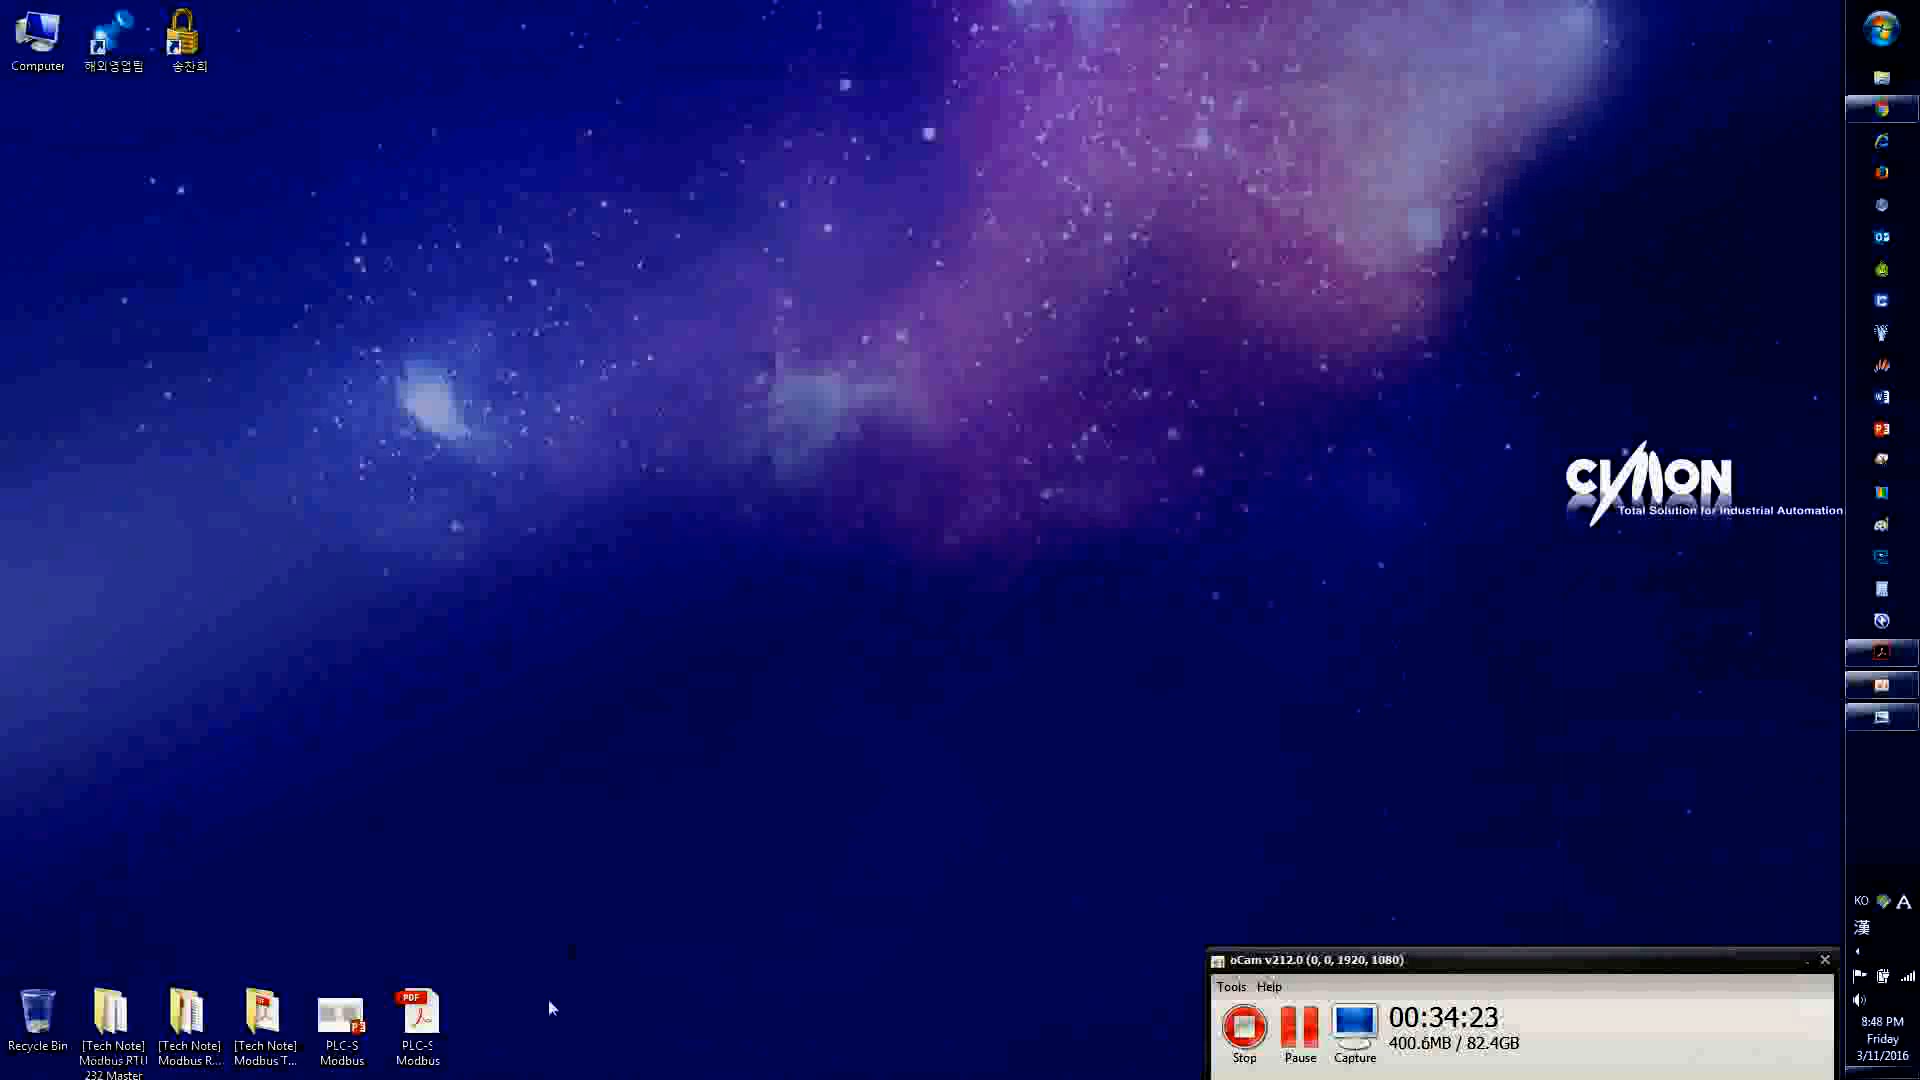 Computer
해외영업팀
송찬희
CIMON
Total Solution for Industrial Automation
KO
A
漢
8:48 PM
Friday
3/11/2016
oCam v212.0 (0, 0, 1920, 1080)
Tools Help
00:34:23
400.6MB / 82.4GB
Stop
Pause
Capture
Recycle Bin
[Tech Note]
Modbus RTU
232 Master
[Tech Note]
Modbus R...
[Tech Note]
Modbus T...
PLC-S
Modbus
PDF
PLC-S
Modbus